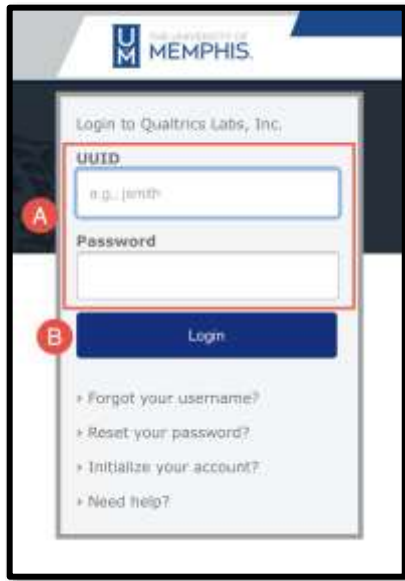 THE UNIVERSITY OF
UM MEMPHIS.
Login to Qualtrics Labs, Inc.
UUID
e.g., jsmith
A
Password
B
Login
Forgot your username?
Reset your password?
Initialize your account?
Need help?